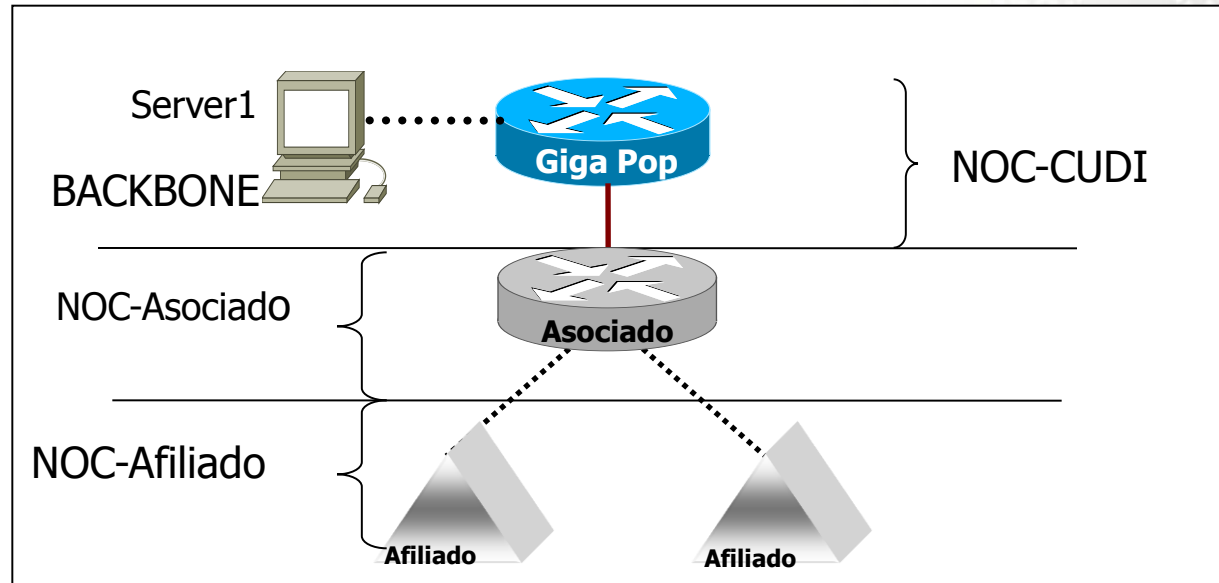 Server1
Giga Pop
NOC-CUDI
BACKBONE
NOC-Asociado
Asociado
NOC-Afiliado
Afiliado
Afiliado